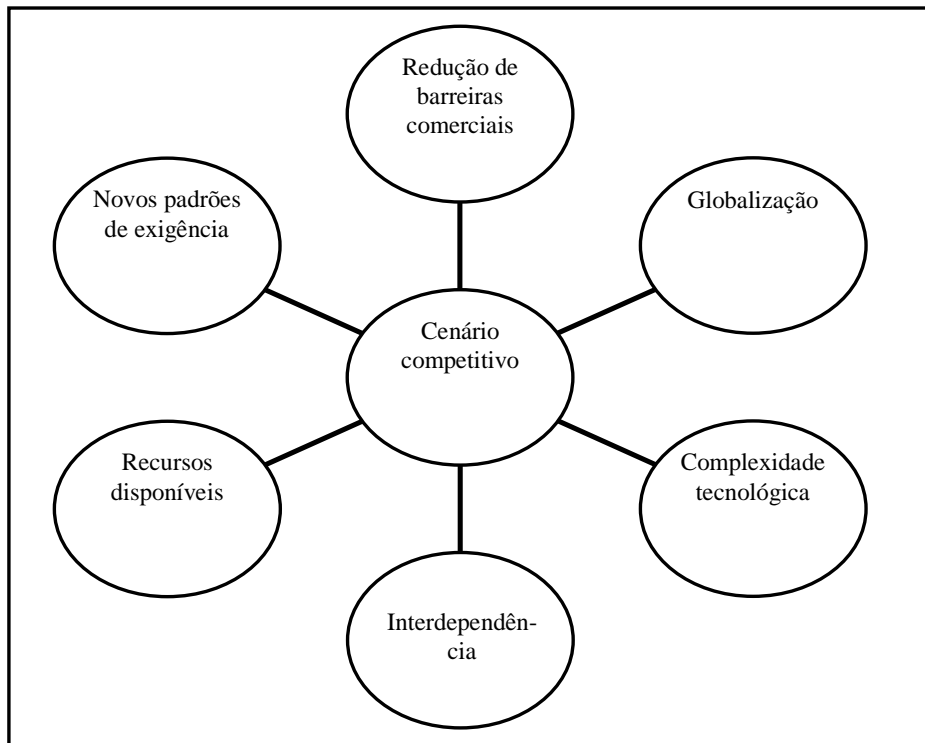 Redução de
barreiras
comerciais
Novos padrões
de exigência
Globalização
Cenário
competitivo
Recursos
disponíveis
Complexidade
tecnológica
Interdependên-
cia